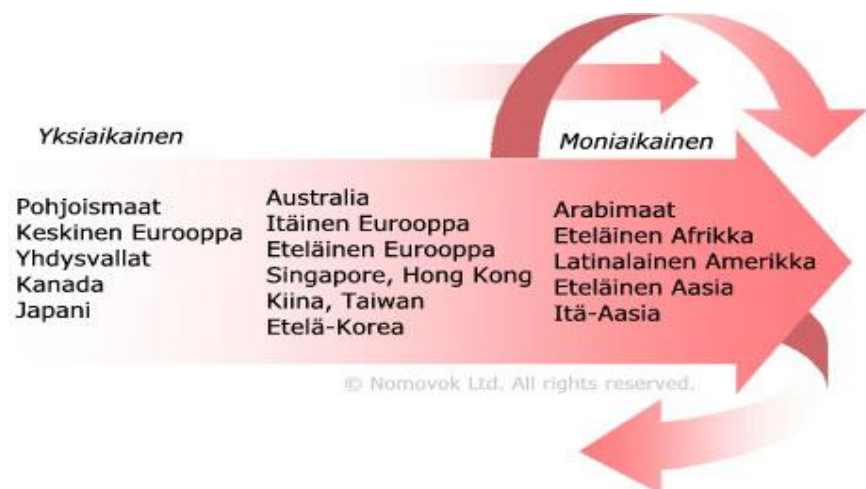 Yksiaikainen
Moniaikainen
Pohjoismaat
Keskinen Eurooppa
Yhdysvallat
Kanada
Japani
Australia
Itäinen Eurooppa
Eteläinen Eurooppa
Singapore, Hong Kong
Kiina, Taiwan
Etelä-Korea
Arabimaat
Eteläinen Afrikka
Latinalainen Amerikka
Eteläinen Aasia
Itä-Aasia
© Nomovok Ltd. All rights reserved.